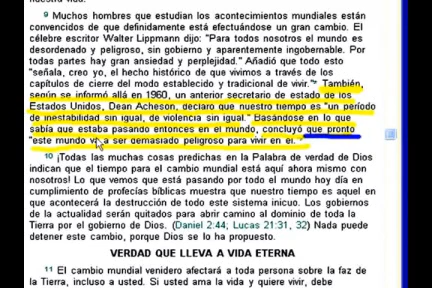 9 Muchos hombres que estudian los acontecimientos mundiales están
convencidos de que definidamente está efectuándose un gran cambio. El
célebre escritor Walter Lippmann dijo: "Para todos nosotros el mundo es
desordenado y peligroso, sin gobierno y aparentemente ingobernable. Por
todas partes hay gran ansiedad y perplejidad." Añadió que todo esto
"señala, creo yo, el hecho histórico de que vivimos a través de los
capítulos de cierre del modo establecido y tradicional de vivir."* También,
según se informó allá en 1960, un anterior secretario de estado de los
Estados Unidos, Dean Acheson, declaró que nuestro tiempo es "un período
de inestabilidad sin igual, de violencia sin igual." Basándose en lo que
sabía que estaba pasando entonces en el mundo, concluyó que pronto
"este mundo va a ser demasiado peligroso para vivir en él."
10 ¡Todas las muchas cosas predichas en la Palabra de verdad de Dios
indican que el tiempo para el cambio mundial está aquí ahora mismo con
nosotros! Lo que vemos que está pasando por todo el mundo hoy día en
cumplimiento de profecías bíblicas muestra que nuestro tiempo es aquel en
que acontecerá la destrucción de todo este sistema inicuo. Los gobiernos
de la actualidad serán quitados para abrir camino al dominio de toda la
Tierra por el gobierno de Dios. (Daniel 2:44; Lucas 21:31, 32) Nada puede
detener este cambio, porque Dios se lo ha propuesto.
VERDAD QUE LLEVA A VIDA ETERNA
11 El cambio mundial venidero afectará a toda persona sobre la faz de
la Tierra, incluso a usted. Si usted ama la vida y quiere vivir, debe